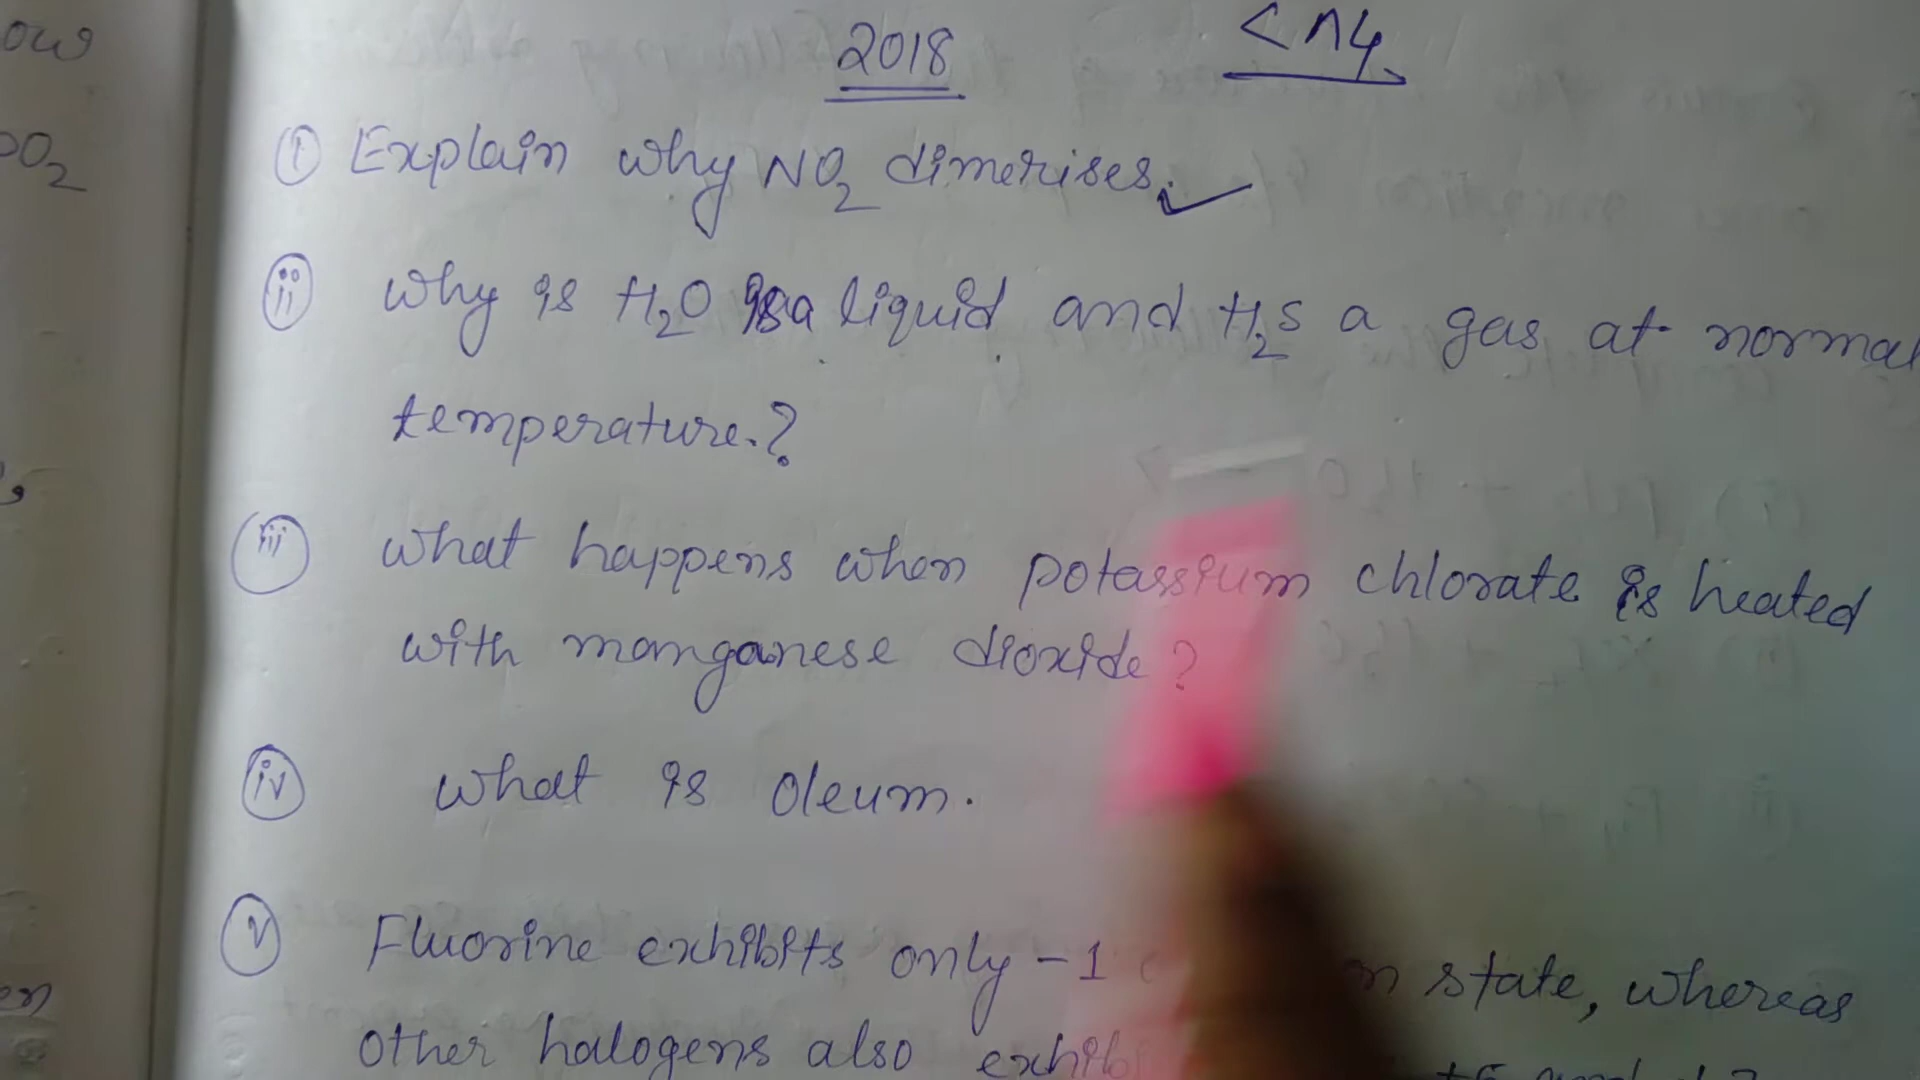 2018
(i) Explain why NO₂ dimerises.
(ii) why is H₂O is a liquid and H₂S a gas at normal
temperature.?
(iii) what happens when potassium chlorate is heated
with manganese dioxide?
(iv) what is oleum.
(v) Fluorine exhibits only -1 state, whereas
other halogens also